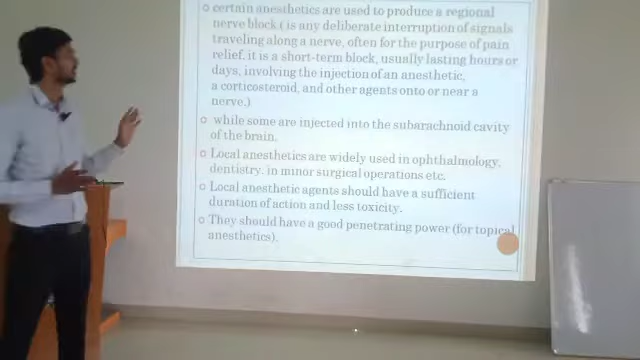 certain anesthetics are used to produce a regional
nerve block ( is any deliberate interruption of signals
traveling along a nerve, often for the purpose of pain
relief. it is a short-term block, usually lasting hours or
days, involving the injection of an anesthetic,
a corticosteroid, and other agents onto or near a
nerve.)
while some are injected into the subarachnoid cavity
of the brain.
Local anesthetics are widely used in ophthalmology,
dentistry, in minor surgical operations etc.
Local anesthetic agents should have a sufficient
duration of action and less toxicity.
They should have a good penetrating power (for topical
anesthetics).